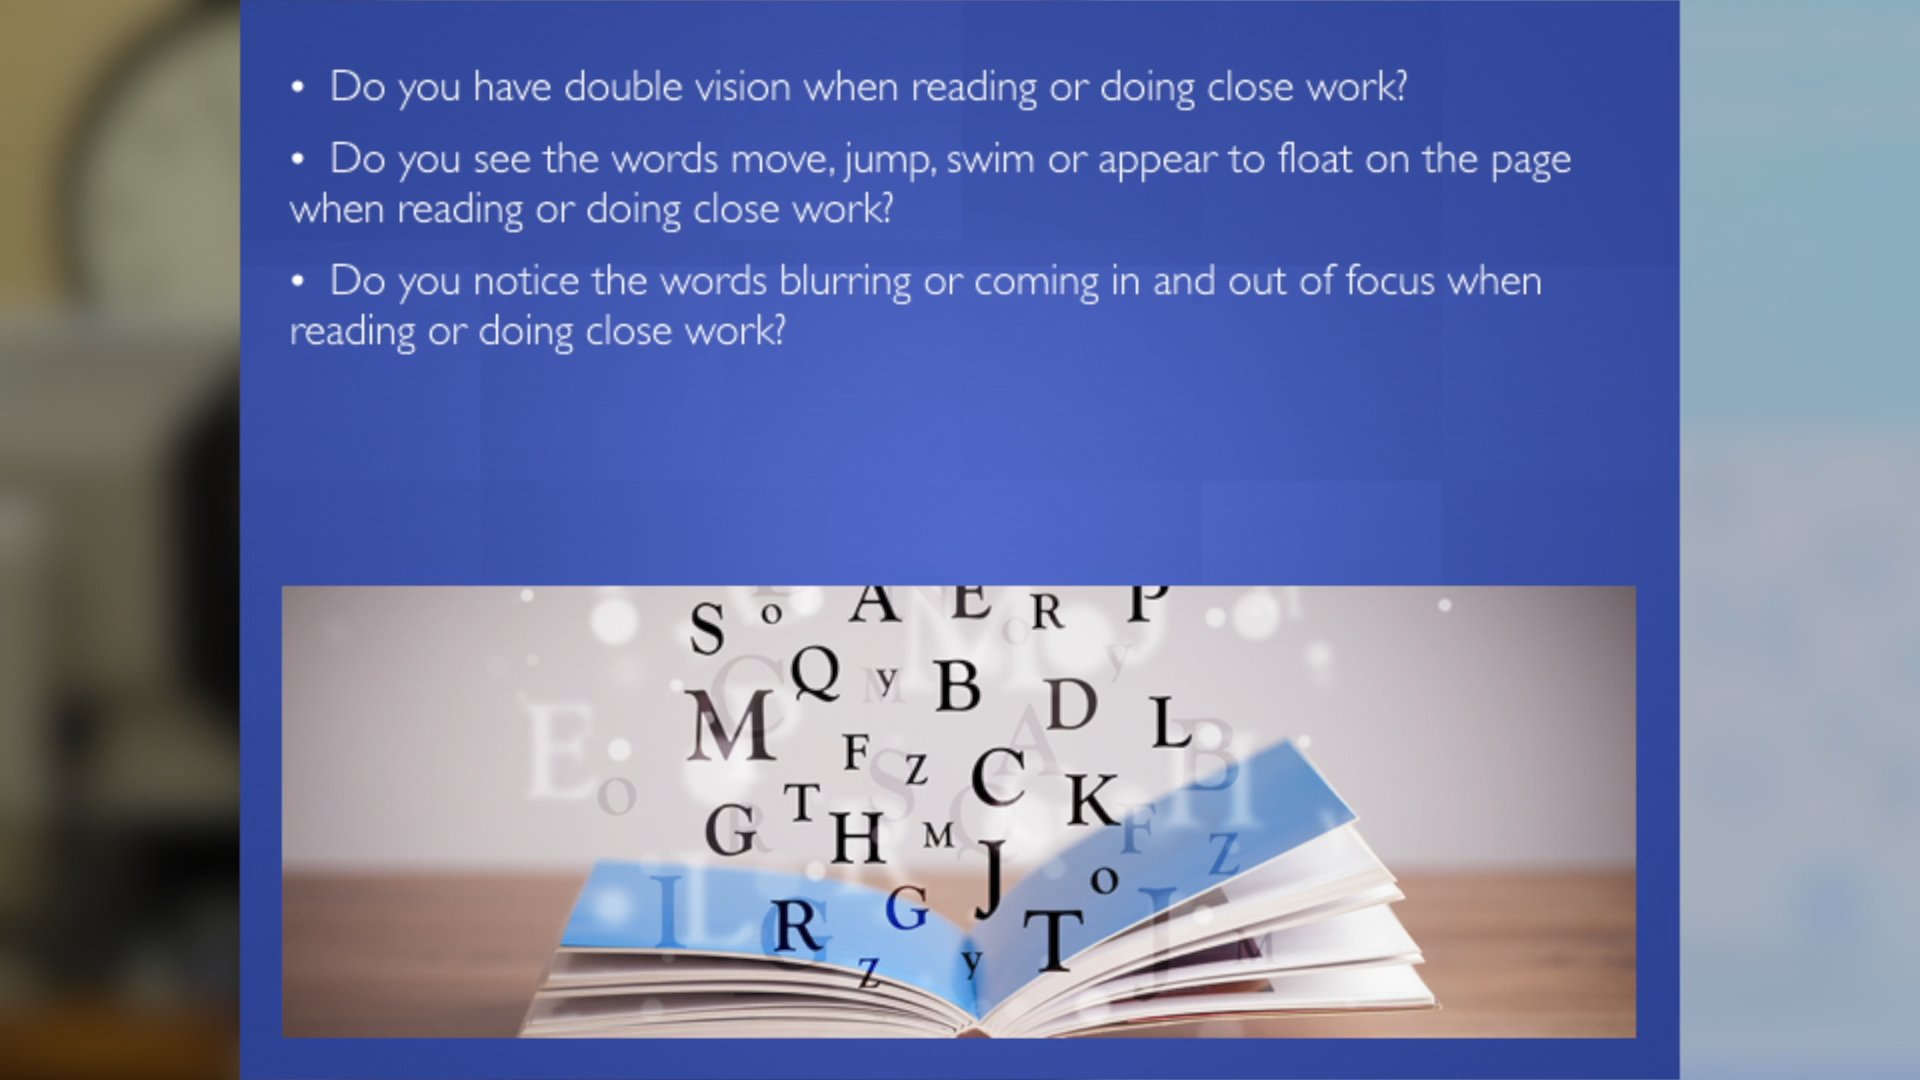 • Do you have double vision when reading or doing close work?
• Do you see the words move, jump, swim or appear to float on the page
when reading or doing close work?
• Do you notice the words blurring or coming in and out of focus when
reading or doing close work?
S o A E R P
Q y M B D L
M F z C K
G T H M J o
R G T
z y
E o A B H
S C F Z
I L G J M